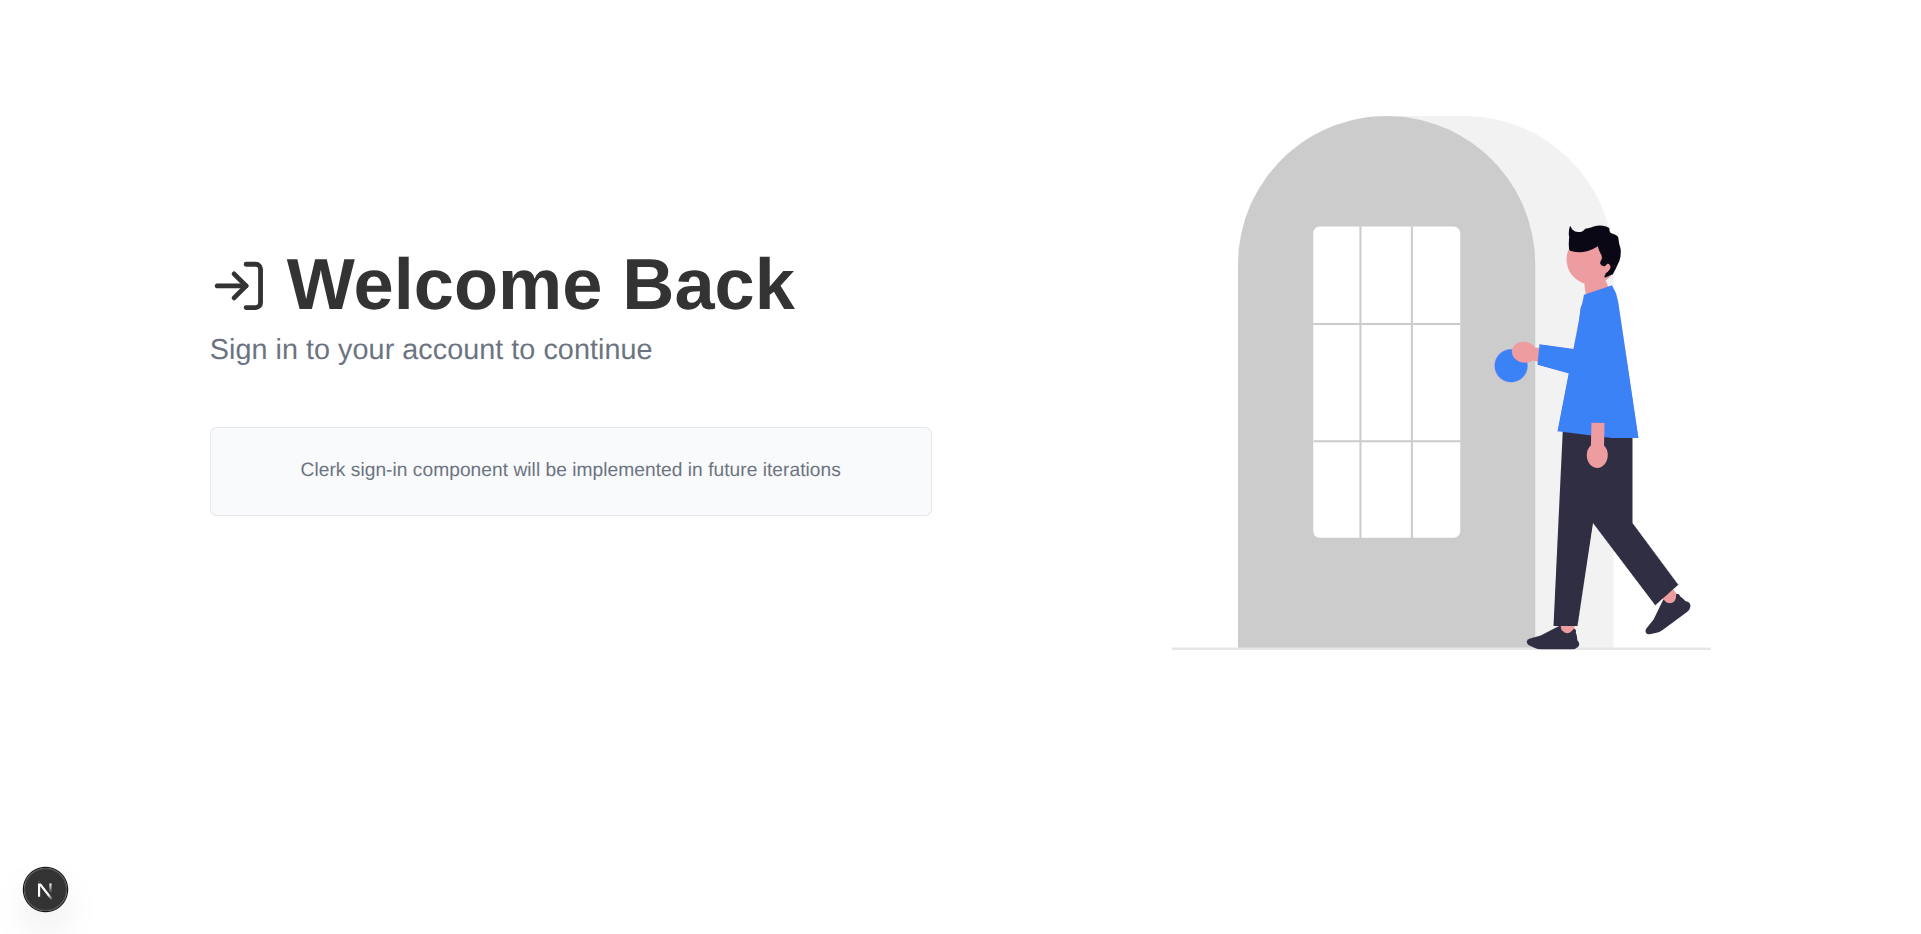 Welcome Back
Sign in to your account to continue
Clerk sign-in component will be implemented in future iterations
N